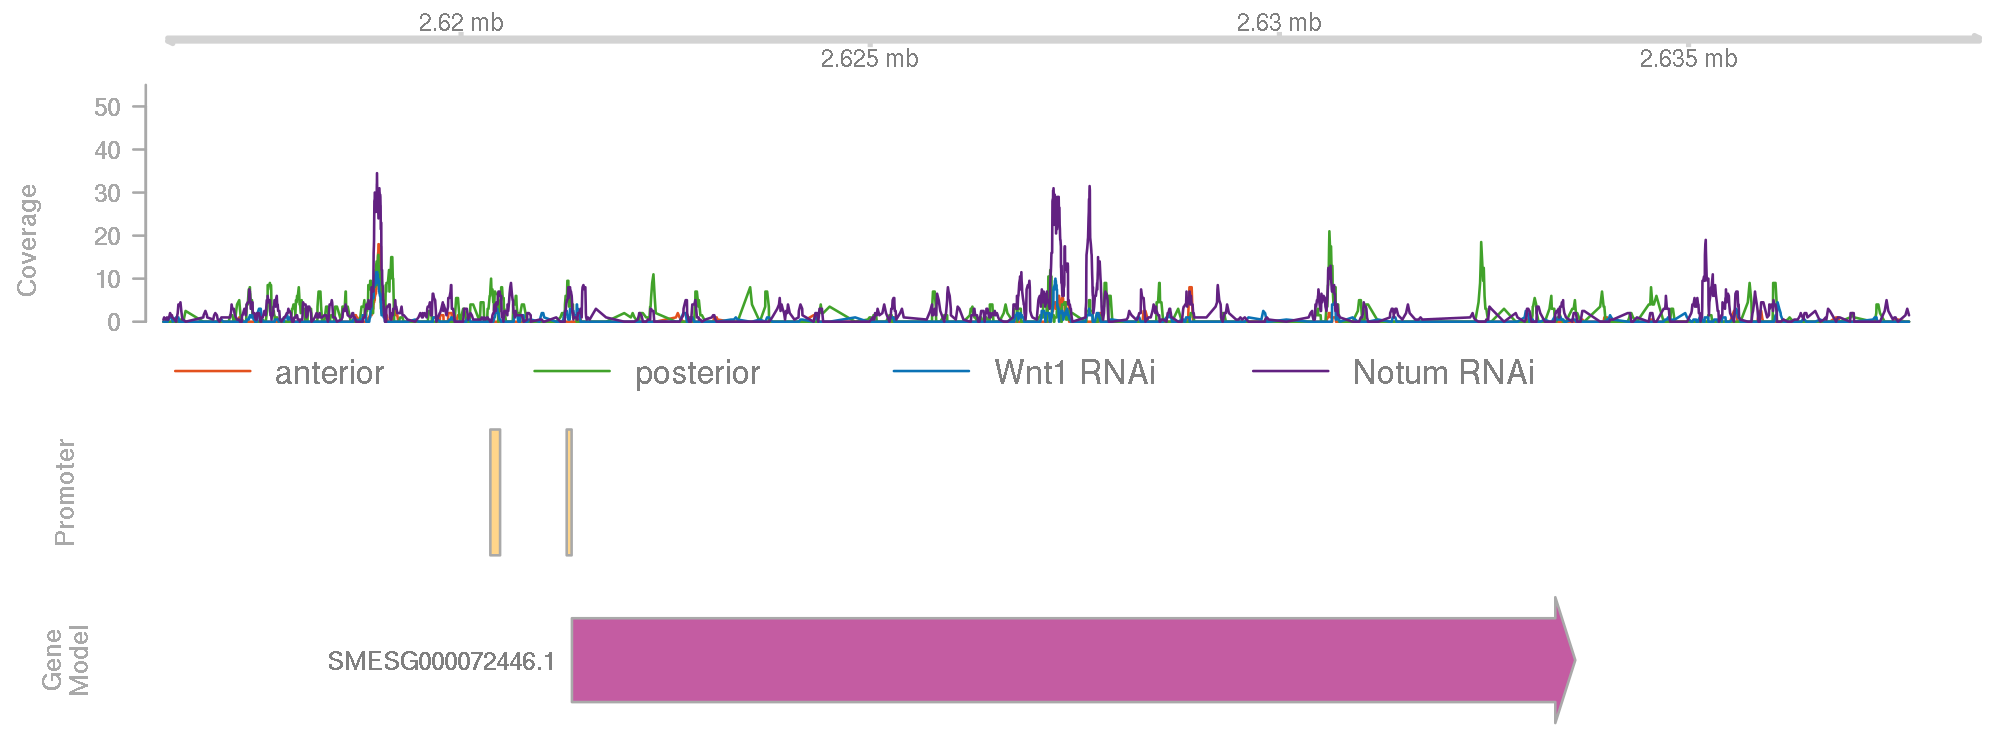 2.62 mb
2.63 mb
2.625 mb
2.635 mb
50
40
30
20
10
0
Coverage
anterior
posterior
Wnt1 RNAi
Notum RNAi
Promoter
Gene
Model
SMESG000072446.1